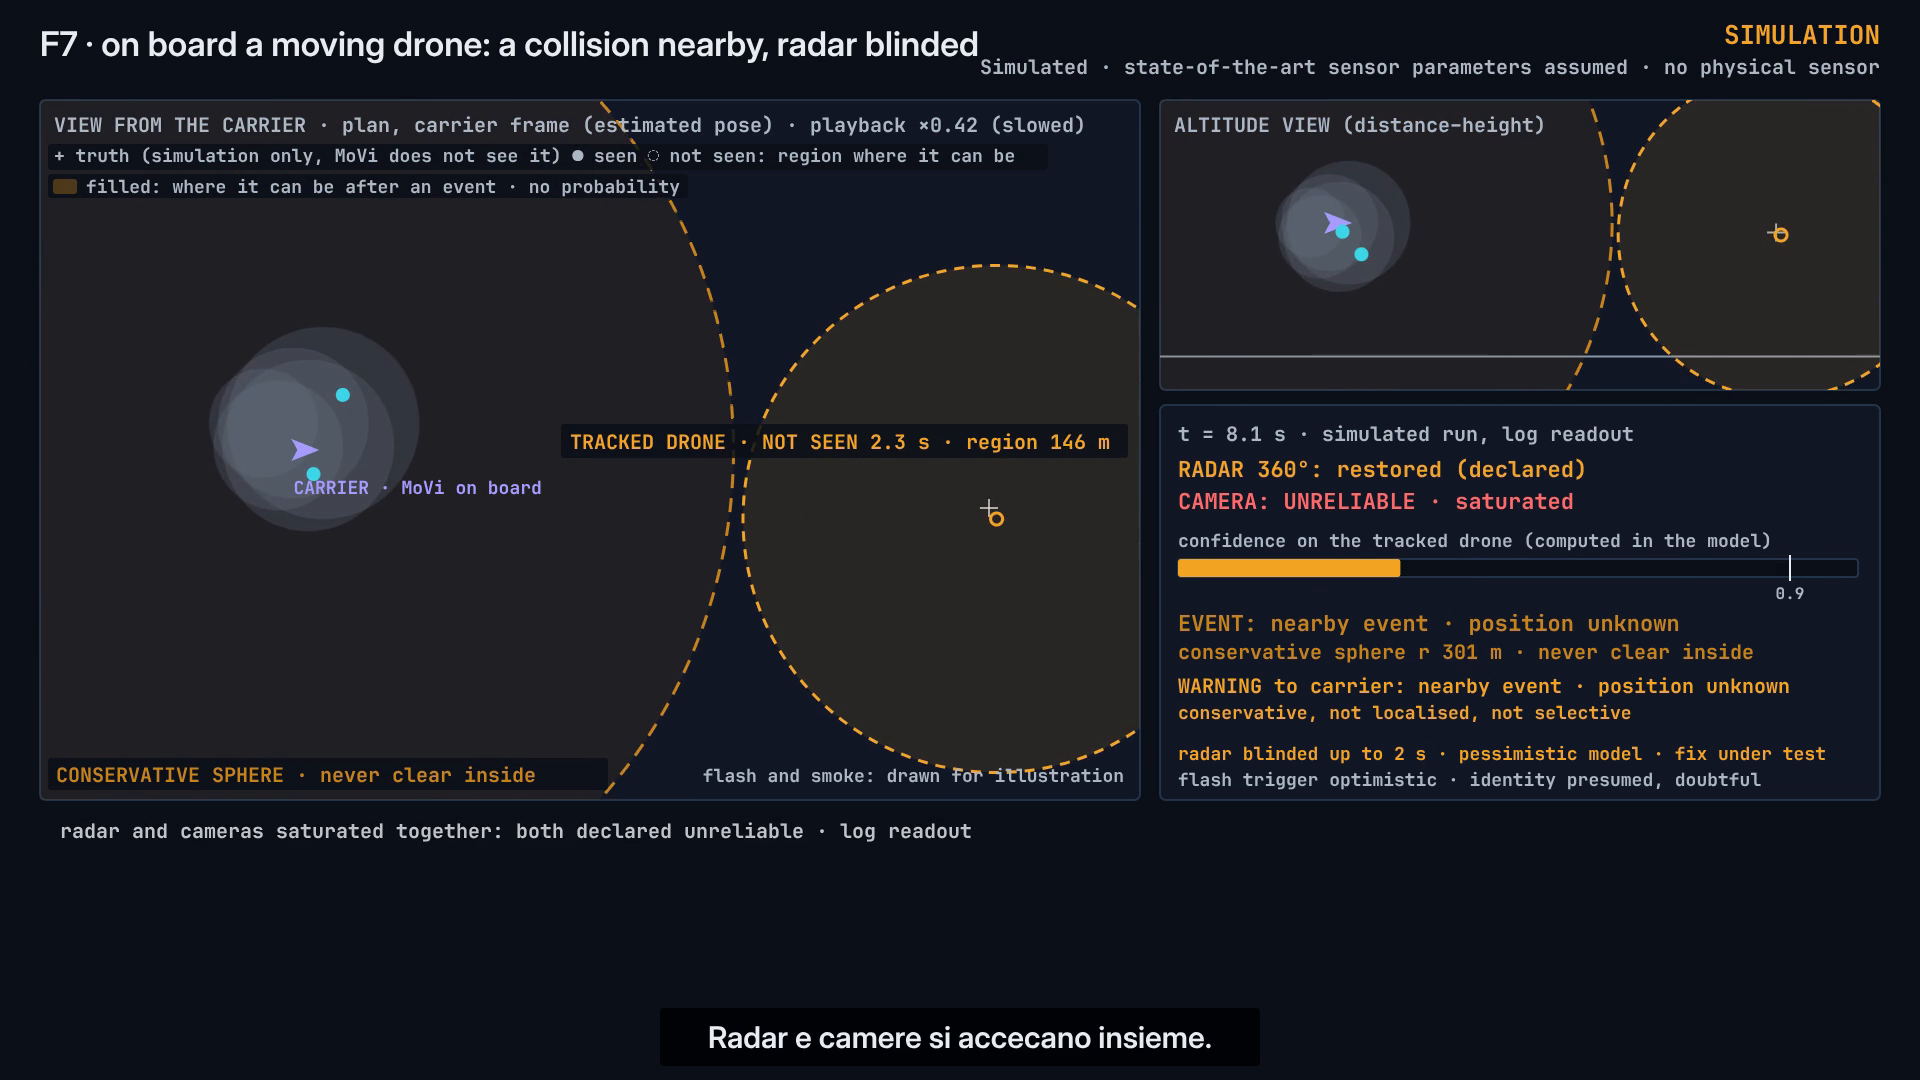 F7 · on board a moving drone: a collision nearby, radar blinded
SIMULATION
Simulated · state-of-the-art sensor parameters assumed · no physical sensor
VIEW FROM THE CARRIER · plan, carrier frame (estimated pose) · playback ×0.42 (slowed)
+ truth (simulation only, MoVi does not see it) ● seen ◌ not seen: region where it can be
filled: where it can be after an event · no probability
TRACKED DRONE · NOT SEEN 2.3 s · region 146 m
CARRIER · MoVi on board
CONSERVATIVE SPHERE · never clear inside
flash and smoke: drawn for illustration
ALTITUDE VIEW (distance-height)
t = 8.1 s · simulated run, log readout
RADAR 360°: restored (declared)
CAMERA: UNRELIABLE · saturated
confidence on the tracked drone (computed in the model)
0.9
EVENT: nearby event · position unknown
conservative sphere r 301 m · never clear inside
WARNING to carrier: nearby event · position unknown
conservative, not localised, not selective
radar blinded up to 2 s · pessimistic model · fix under test
flash trigger optimistic · identity presumed, doubtful
radar and cameras saturated together: both declared unreliable · log readout
Radar e camere si accecano insieme.